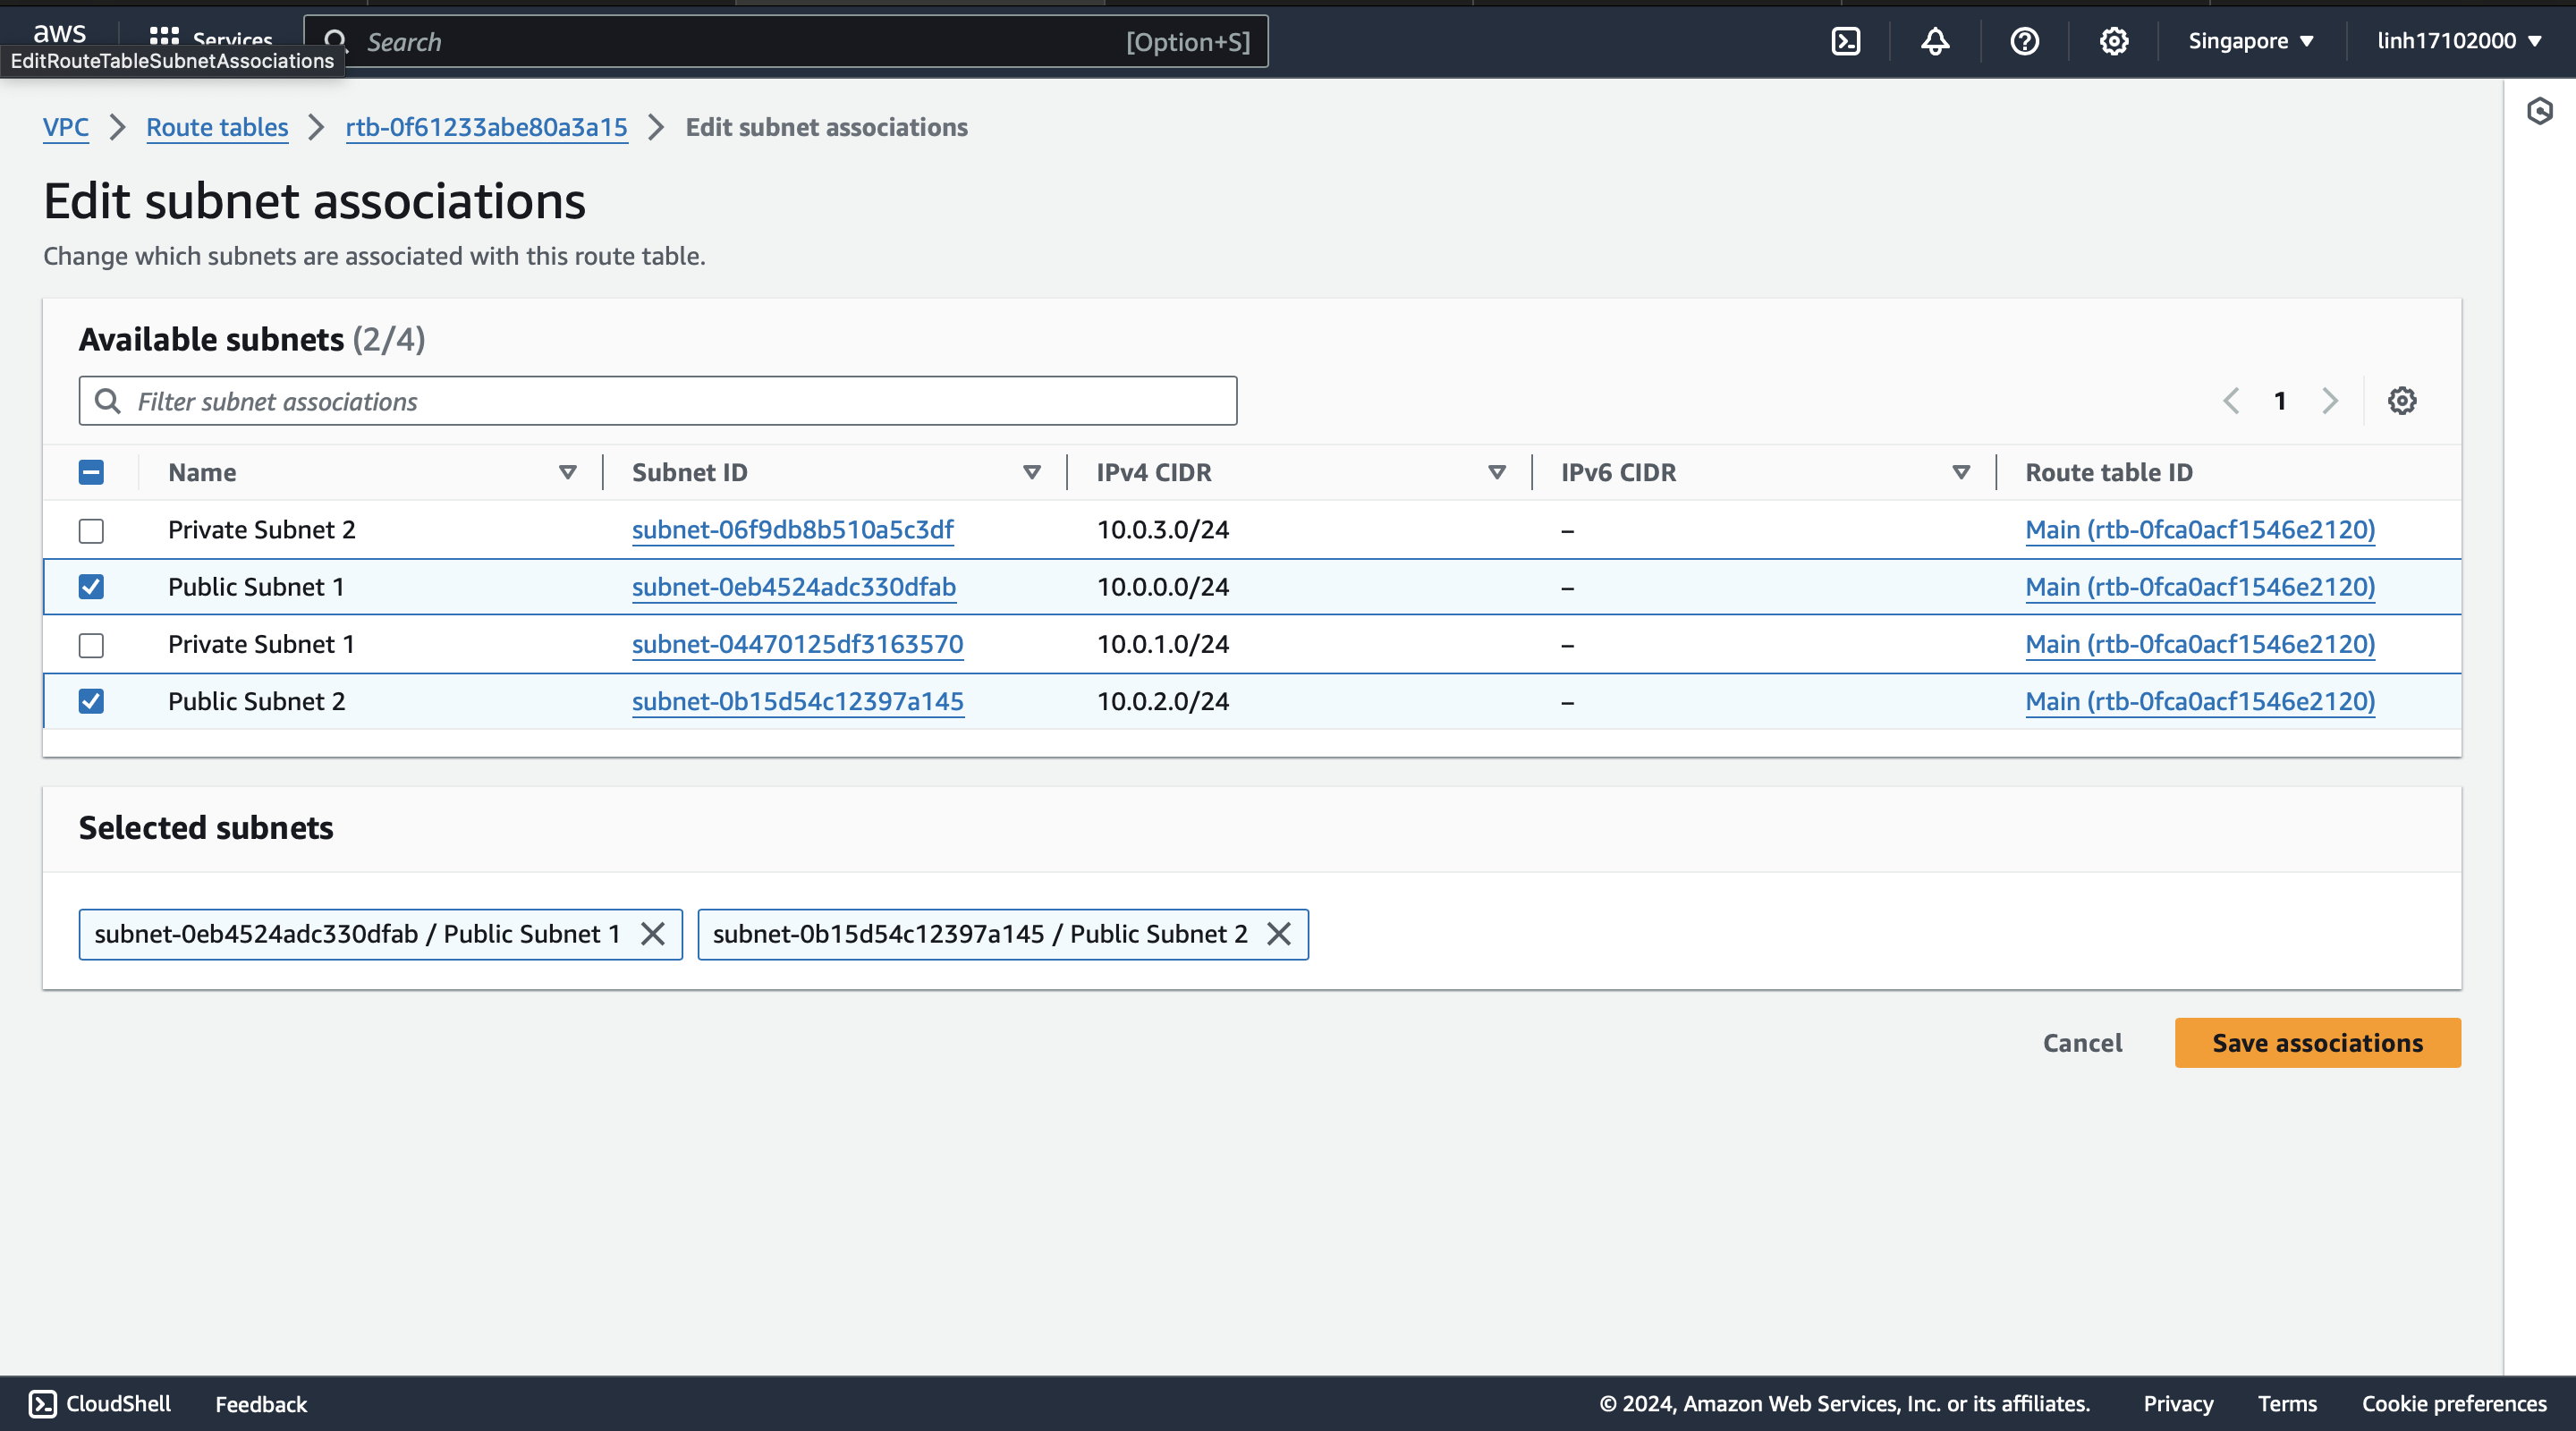 aws Services Search [Option+S] Singapore linh17102000
EditRouteTableSubnetAssociations
VPC Route tables rtb-0f61233abe80a3a15 Edit subnet associations
Edit subnet associations
Change which subnets are associated with this route table.
Available subnets (2/4)
Filter subnet associations 1
Name Subnet ID IPv4 CIDR IPv6 CIDR Route table ID
Private Subnet 2 subnet-06f9db8b510a5c3df 10.0.3.0/24 – Main (rtb-0fca0acf1546e2120)
Public Subnet 1 subnet-0eb4524adc330dfab 10.0.0.0/24 – Main (rtb-0fca0acf1546e2120)
Private Subnet 1 subnet-04470125df3163570 10.0.1.0/24 – Main (rtb-0fca0acf1546e2120)
Public Subnet 2 subnet-0b15d54c12397a145 10.0.2.0/24 – Main (rtb-0fca0acf1546e2120)
Selected subnets
subnet-0eb4524adc330dfab / Public Subnet 1 subnet-0b15d54c12397a145 / Public Subnet 2
Cancel Save associations
CloudShell Feedback © 2024, Amazon Web Services, Inc. or its affiliates. Privacy Terms Cookie preferences